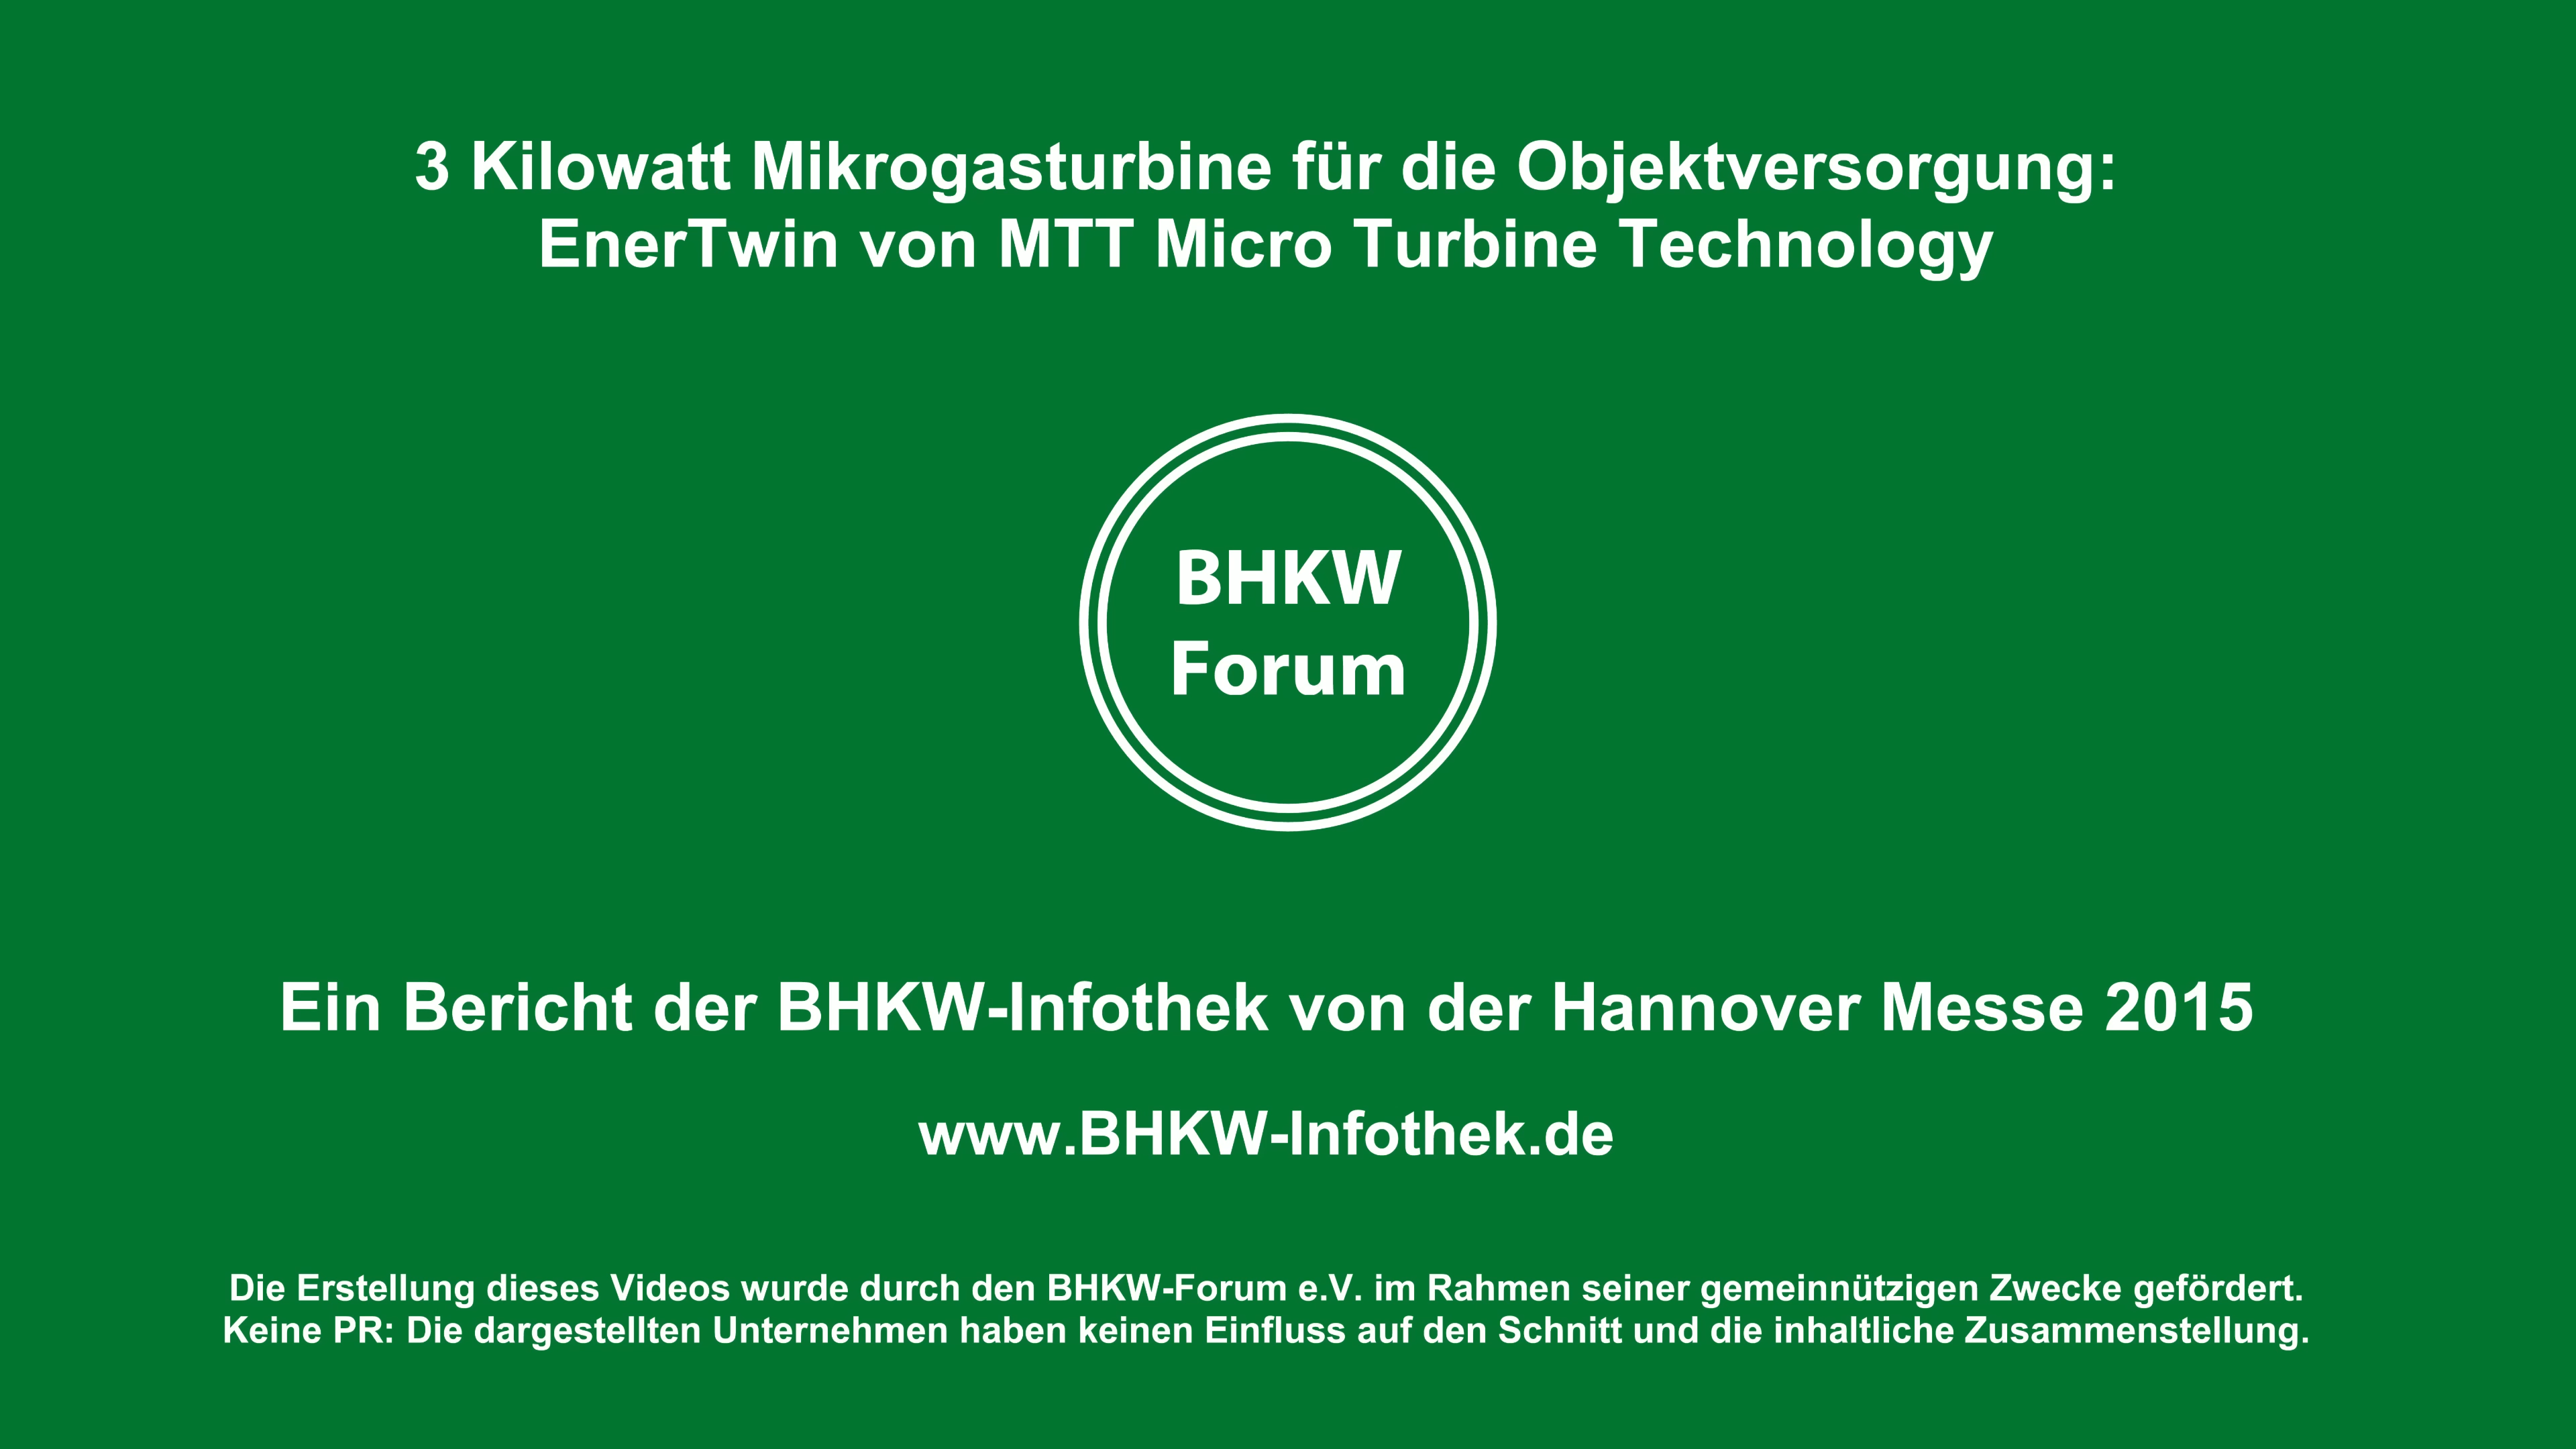 3 Kilowatt Mikrogasturbine für die Objektversorgung:
EnerTwin von MTT Micro Turbine Technology
BHKW
Forum
Ein Bericht der BHKW-Infothek von der Hannover Messe 2015
www.BHKW-Infothek.de
Die Erstellung dieses Videos wurde durch den BHKW-Forum e.V. im Rahmen seiner gemeinnützigen Zwecke gefördert.
Keine PR: Die dargestellten Unternehmen haben keinen Einfluss auf den Schnitt und die inhaltliche Zusammenstellung.